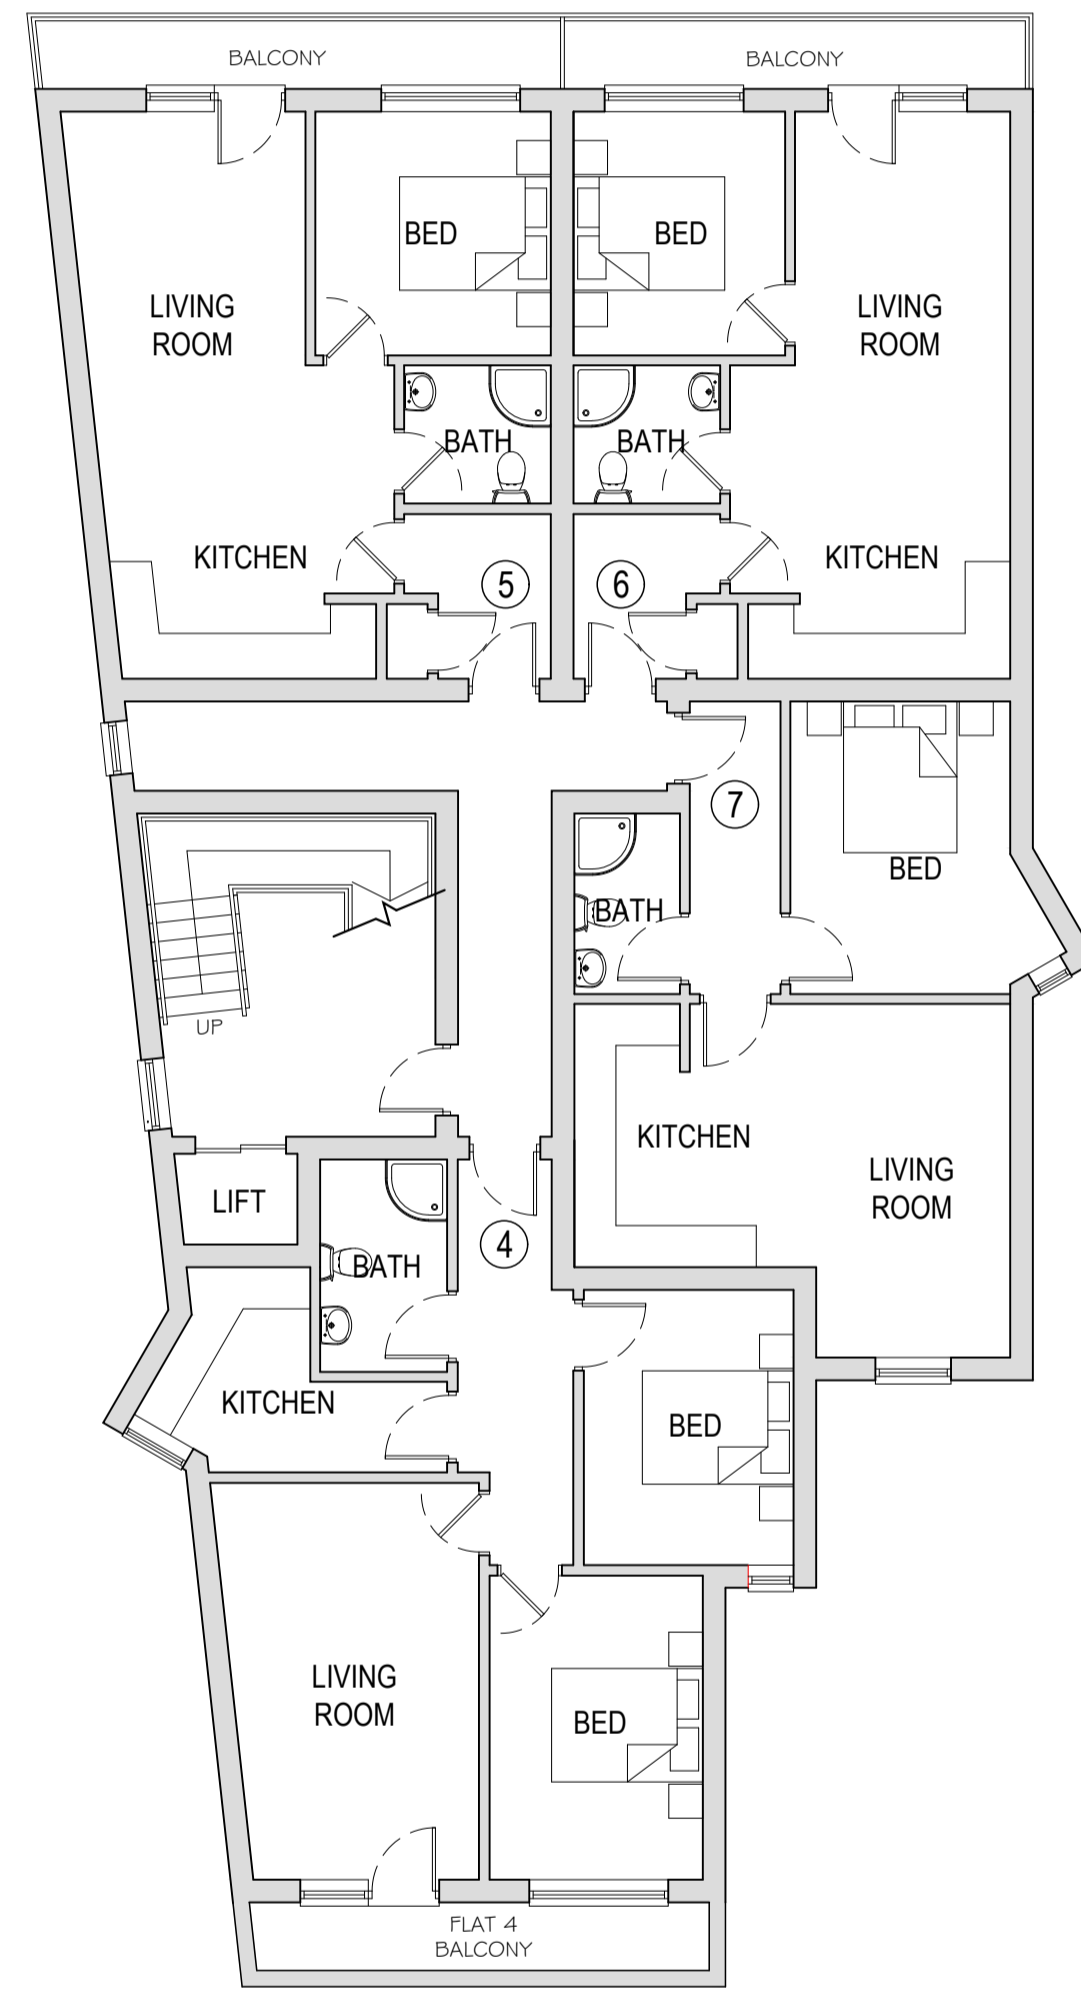 BALCONY
BALCONY
BED
BED
LIVING
ROOM
LIVING
ROOM
BATH
BATH
KITCHEN
KITCHEN
5
6
7
BED
BATH
UP
KITCHEN
LIVING
ROOM
LIFT
4
BATH
KITCHEN
BED
LIVING
ROOM
BED
FLAT 4
BALCONY